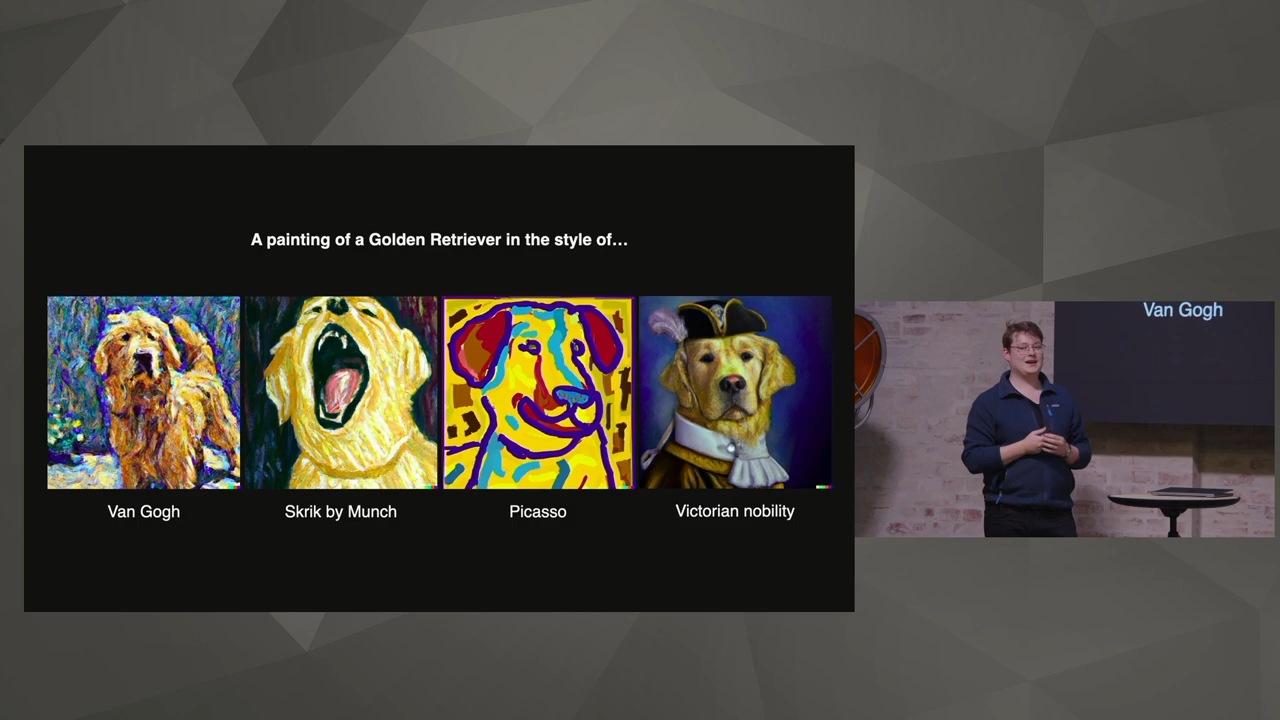 A painting of a Golden Retriever in the style of…
Van Gogh
Skrik by Munch
Picasso
Victorian nobility
Van Gogh